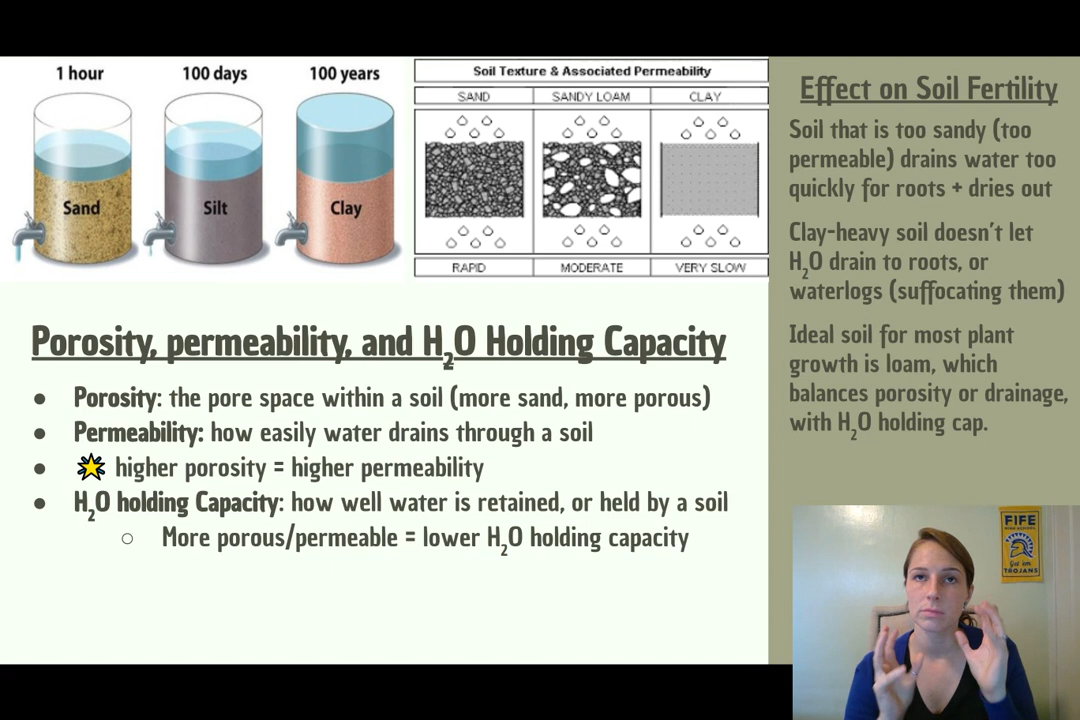 1 hour
100 days
100 years
Sand
Silt
Clay
Soil Texture & Associated Permeability
SAND
SANDY LOAM
CLAY
RAPID
MODERATE
VERY SLOW
Porosity, permeability, and H₂O Holding Capacity
● Porosity: the pore space within a soil (more sand, more porous)
● Permeability: how easily water drains through a soil
● ⭐ higher porosity = higher permeability
● H₂O holding Capacity: how well water is retained, or held by a soil
○ More porous/permeable = lower H₂O holding capacity
Effect on Soil Fertility
Soil that is too sandy (too
permeable) drains water too
quickly for roots + dries out
Clay-heavy soil doesn't let
H₂O drain to roots, or
waterlogs (suffocating them)
Ideal soil for most plant
growth is loam, which
balances porosity or drainage,
with H₂O holding cap.
FIFE
TROJANS